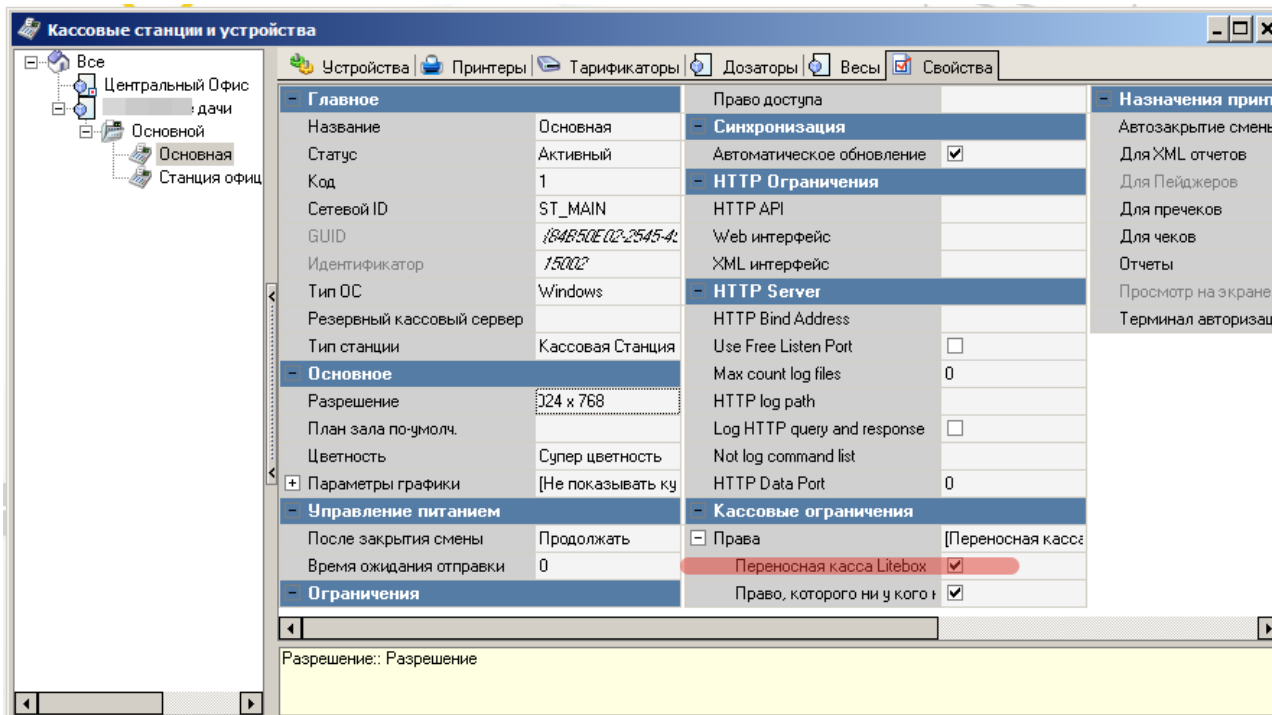 Кассовые станции и устройства
Все
Центральный Офис
дачи
Основной
Основная
Станция офиц
Устройства Принтеры Тарификаторы Дозаторы Весы Свойства
Главное
Название Основная
Статус Активный
Код 1
Сетевой ID ST_MAIN
GUID {84B50E02-2545-4
Идентификатор 15002
Тип ОС Windows
Резервный кассовый сервер
Тип станции Кассовая Станция
Основное
Разрешение 024 x 768
План зала по-умолч.
Цветность Супер цветность
Параметры графики [Не показывать ку
Управление питанием
После закрытия смены Продолжать
Время ожидания отправки 0
Ограничения
Право доступа
Синхронизация
Автоматическое обновление
HTTP Ограничения
HTTP API
Web интерфейс
XML интерфейс
HTTP Server
HTTP Bind Address
Use Free Listen Port
Max count log files 0
HTTP log path
Log HTTP query and response
Not log command list
HTTP Data Port 0
Кассовые ограничения
Права [Переносная касса
Переносная касса Litebox
Право, которого ни у кого н
Назначения принт
Автозакрытие смены
Для XML отчетов
Для Пейджеров
Для пречеков
Для чеков
Отчеты
Просмотр на экране
Терминал авторизац
Разрешение:: Разрешение